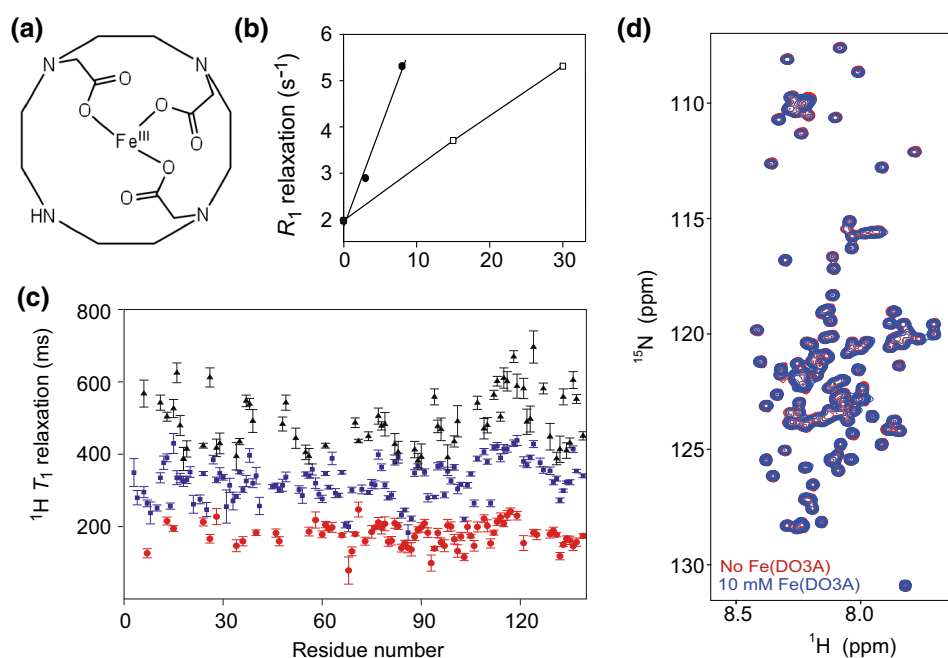 (a)
N
N
O
O
O
O
Fe^III
O
O
HN
N
(b)
R1 relaxation (s-1)
6
5
4
3
2
0 10 20 30
(c)
1H T1 relaxation (ms)
800
600
400
200
0 30 60 90 120
Residue number
(d)
15N (ppm)
110
115
120
125
130
No Fe(DO3A)
10 mM Fe(DO3A)
8.5 8.0
1H (ppm)